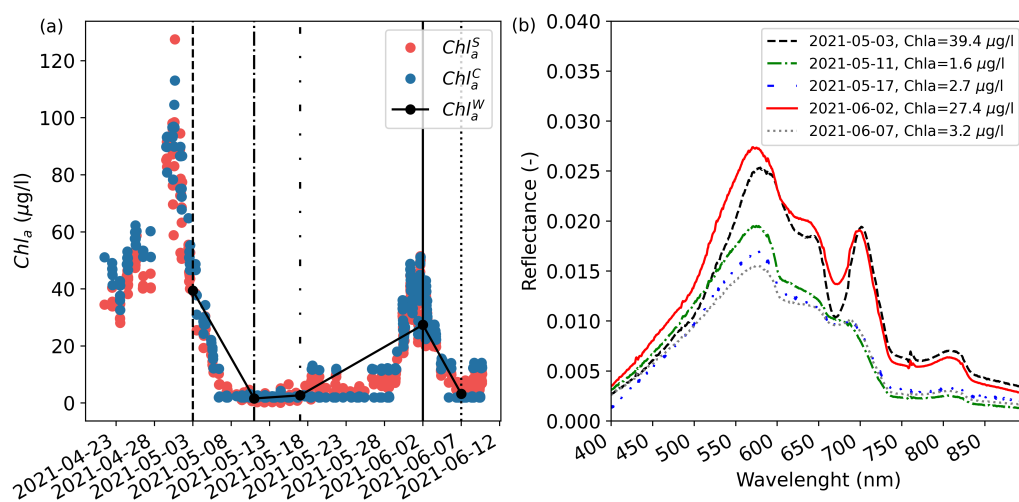 (a)
Chl_a^S
Chl_a^C
Chl_a^W
Chl_a (μg/l)
120
100
80
60
40
20
0
2021-04-23
2021-04-28
2021-05-03
2021-05-08
2021-05-13
2021-05-18
2021-05-23
2021-05-28
2021-06-02
2021-06-07
2021-06-12
(b)
2021-05-03, Chla=39.4 μg/l
2021-05-11, Chla=1.6 μg/l
2021-05-17, Chla=2.7 μg/l
2021-06-02, Chla=27.4 μg/l
2021-06-07, Chla=3.2 μg/l
Reflectance (-)
0.040
0.035
0.030
0.025
0.020
0.015
0.010
0.005
0.000
400
450
500
550
600
650
700
750
800
850
Wavelenght (nm)